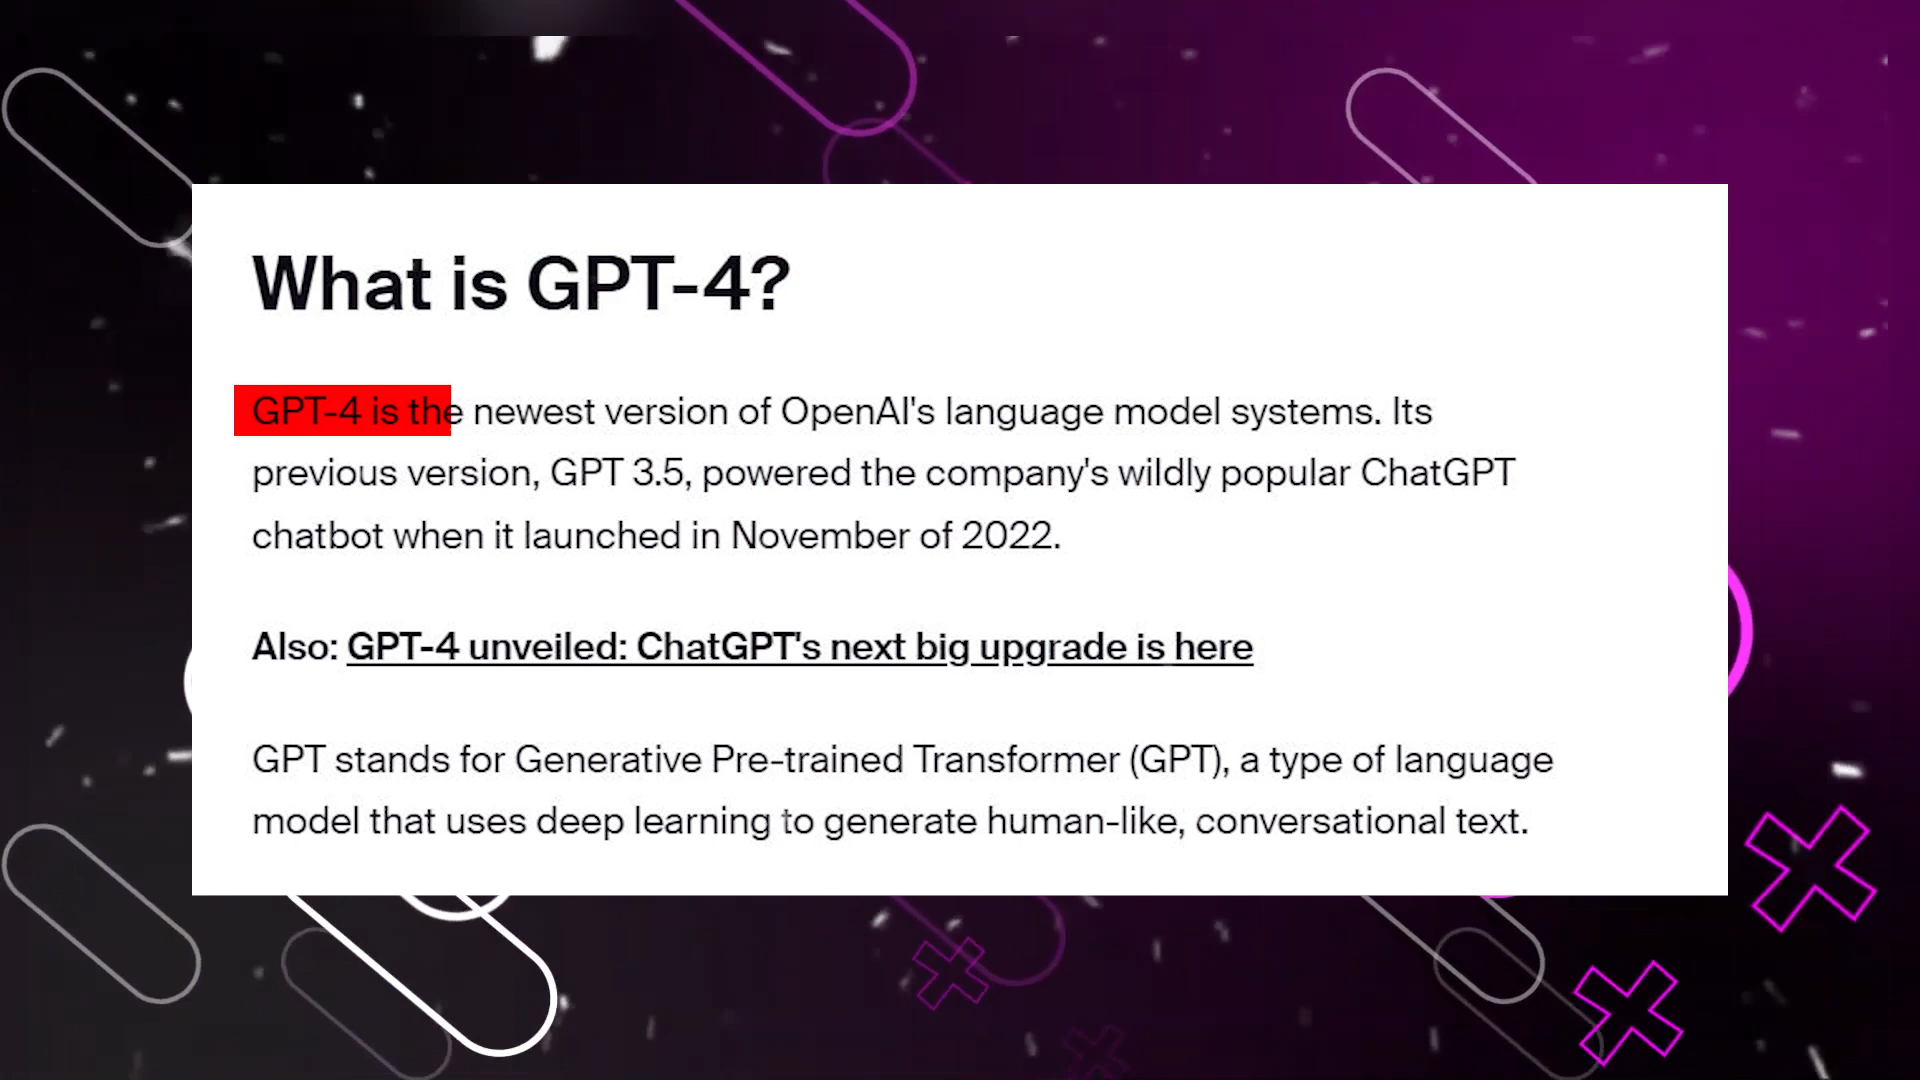 What is GPT-4?
GPT-4 is the newest version of OpenAI's language model systems. Its
previous version, GPT 3.5, powered the company's wildly popular ChatGPT
chatbot when it launched in November of 2022.
Also: GPT-4 unveiled: ChatGPT's next big upgrade is here
GPT stands for Generative Pre-trained Transformer (GPT), a type of language
model that uses deep learning to generate human-like, conversational text.